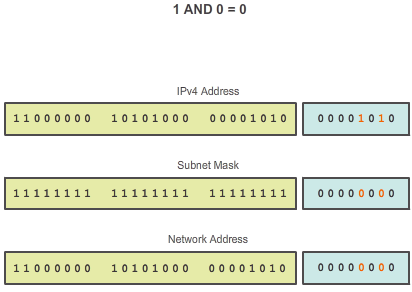 1 AND 0 = 0
IPv4 Address
11000000 10101000 00001010 00001010
Subnet Mask
11111111 11111111 11111111 00000000
Network Address
11000000 10101000 00001010 00000000